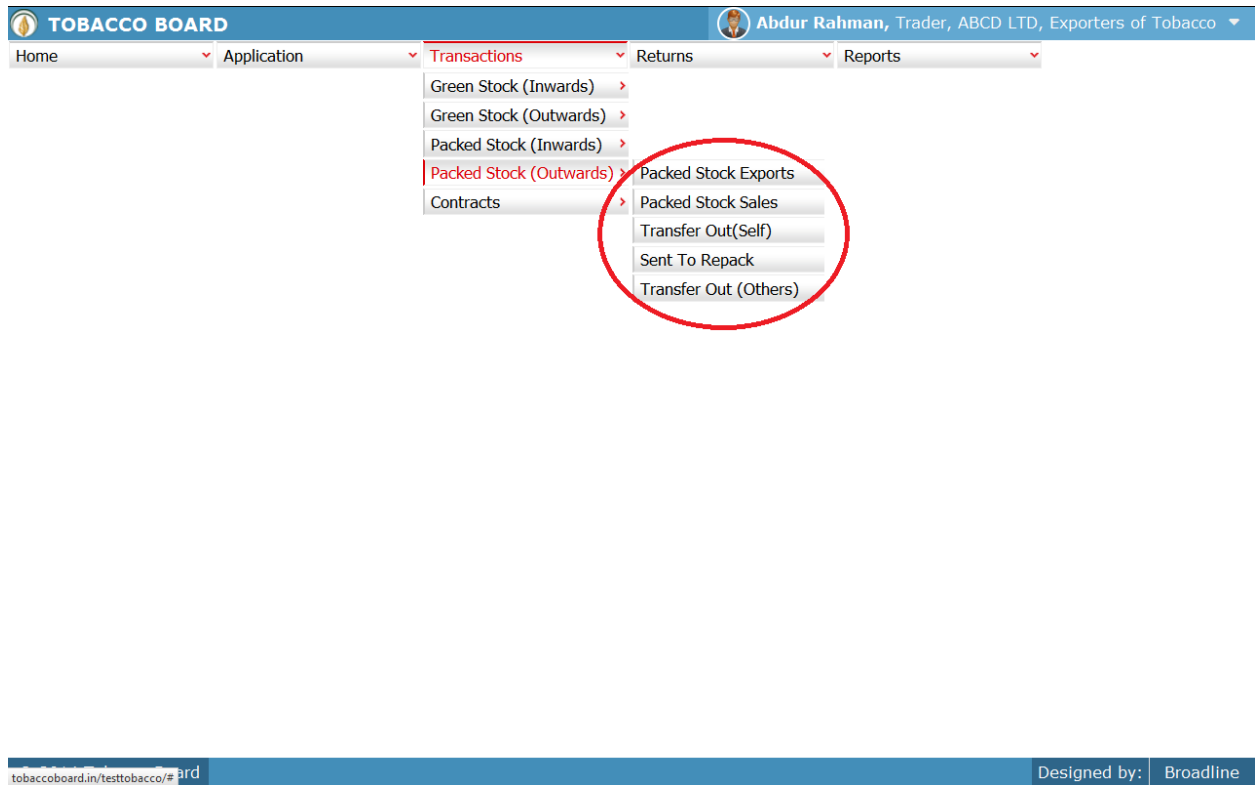 TOBACCO BOARD
Abdur Rahman, Trader, ABCD LTD, Exporters of Tobacco
Home Application Transactions Returns Reports
Green Stock (Inwards)
Green Stock (Outwards)
Packed Stock (Inwards)
Packed Stock (Outwards) Packed Stock Exports
Contracts Packed Stock Sales
Transfer Out(Self)
Sent To Repack
Transfer Out (Others)
tobaccoboard.in/testtobacco/# ard Designed by: Broadline